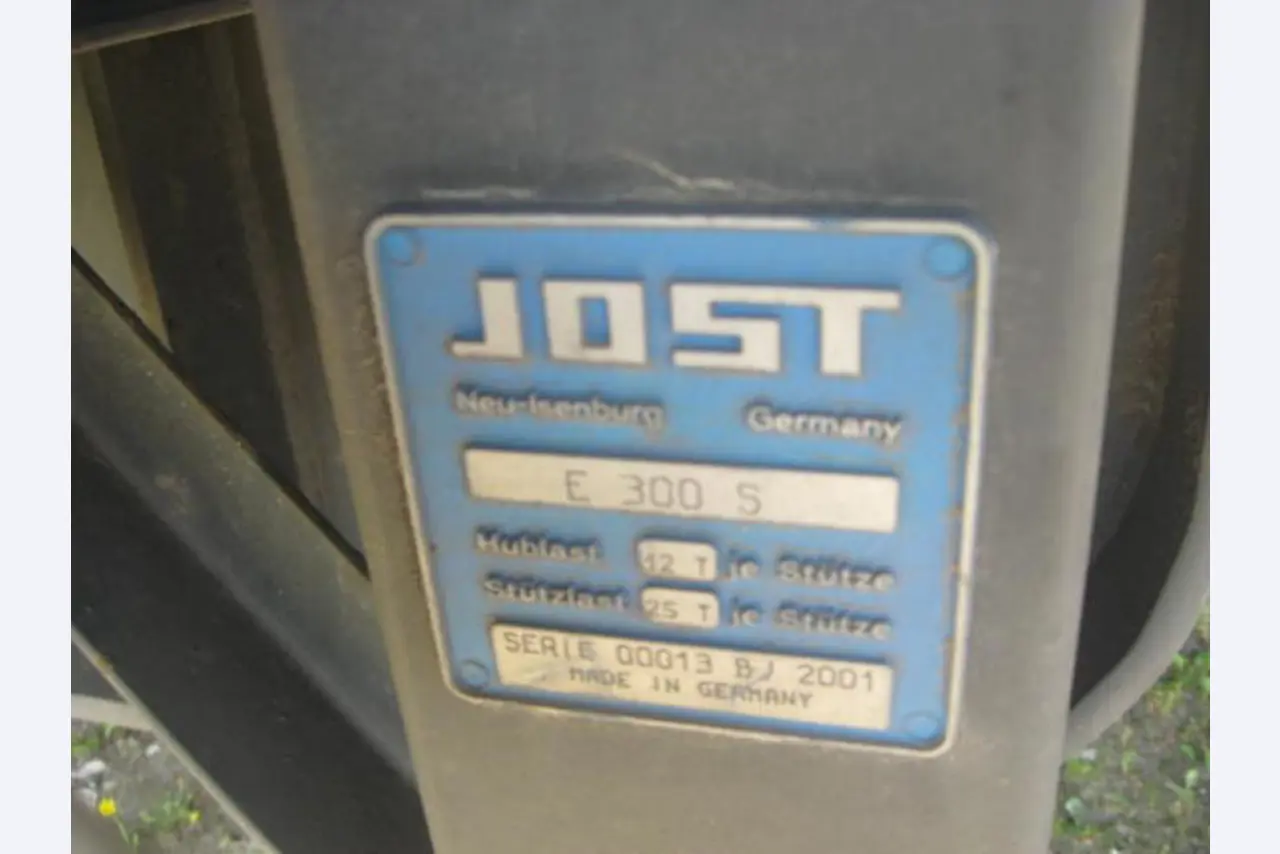 JOST
Neu-Isenburg Germany
E 300 S
Hublast 12 T je Stütze
Stützlast 25 T je Stütze
SERIE 00013 BJ 2001
MADE IN GERMANY